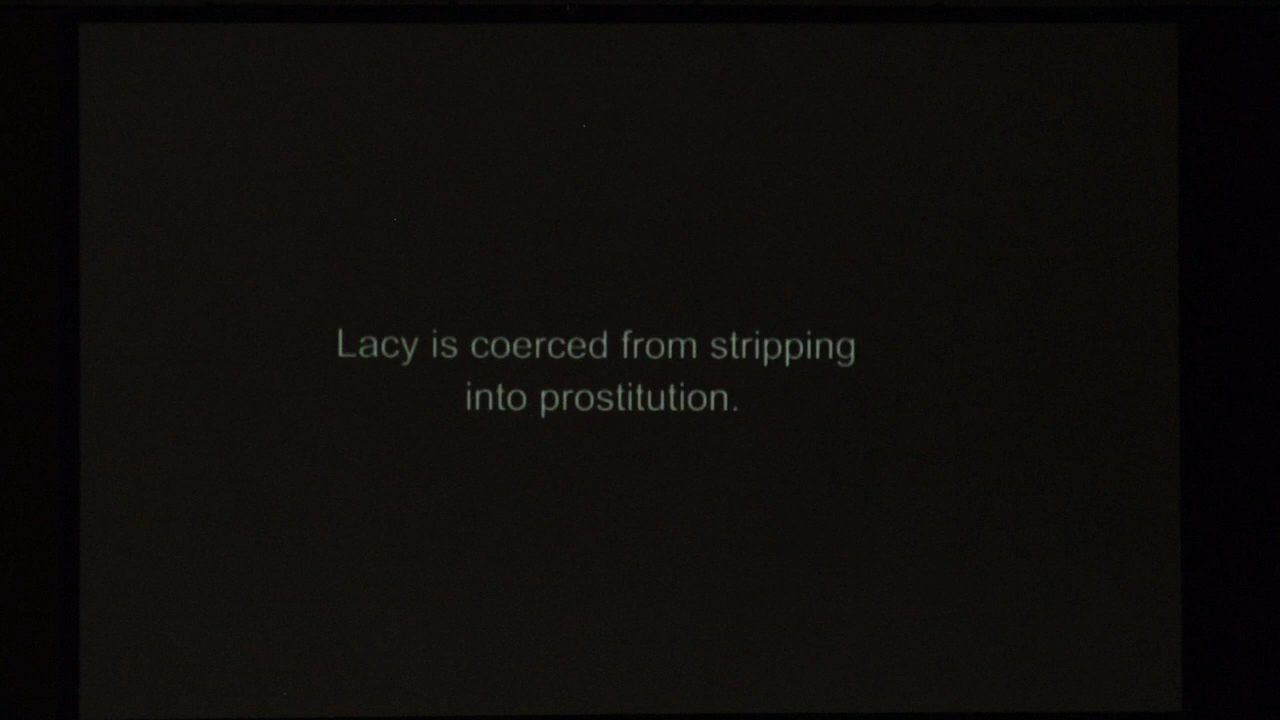 Lacy is coerced from stripping
into prostitution.